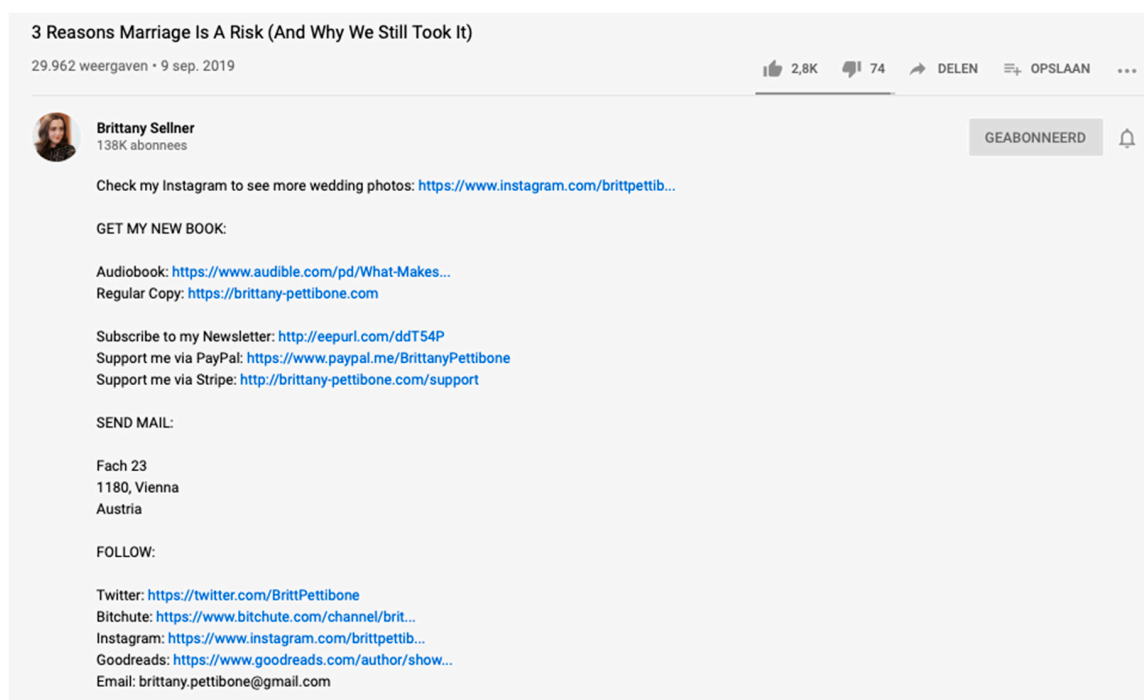 3 Reasons Marriage Is A Risk (And Why We Still Took It)
29.962 weergaven • 9 sep. 2019
2,8K 74 DELEN OPSLAAN
Brittany Sellner
138K abonnees
GEABONNEERD
Check my Instagram to see more wedding photos: https://www.instagram.com/brittpettib...
GET MY NEW BOOK:
Audiobook: https://www.audible.com/pd/What-Makes...
Regular Copy: https://brittany-pettibone.com
Subscribe to my Newsletter: http://eepurl.com/ddT54P
Support me via PayPal: https://www.paypal.me/BrittanyPettibone
Support me via Stripe: http://brittany-pettibone.com/support
SEND MAIL:
Fach 23
1180, Vienna
Austria
FOLLOW:
Twitter: https://twitter.com/BrittPettibone
Bitchute: https://www.bitchute.com/channel/brit...
Instagram: https://www.instagram.com/brittpettib...
Goodreads: https://www.goodreads.com/author/show...
Email: brittany.pettibone@gmail.com